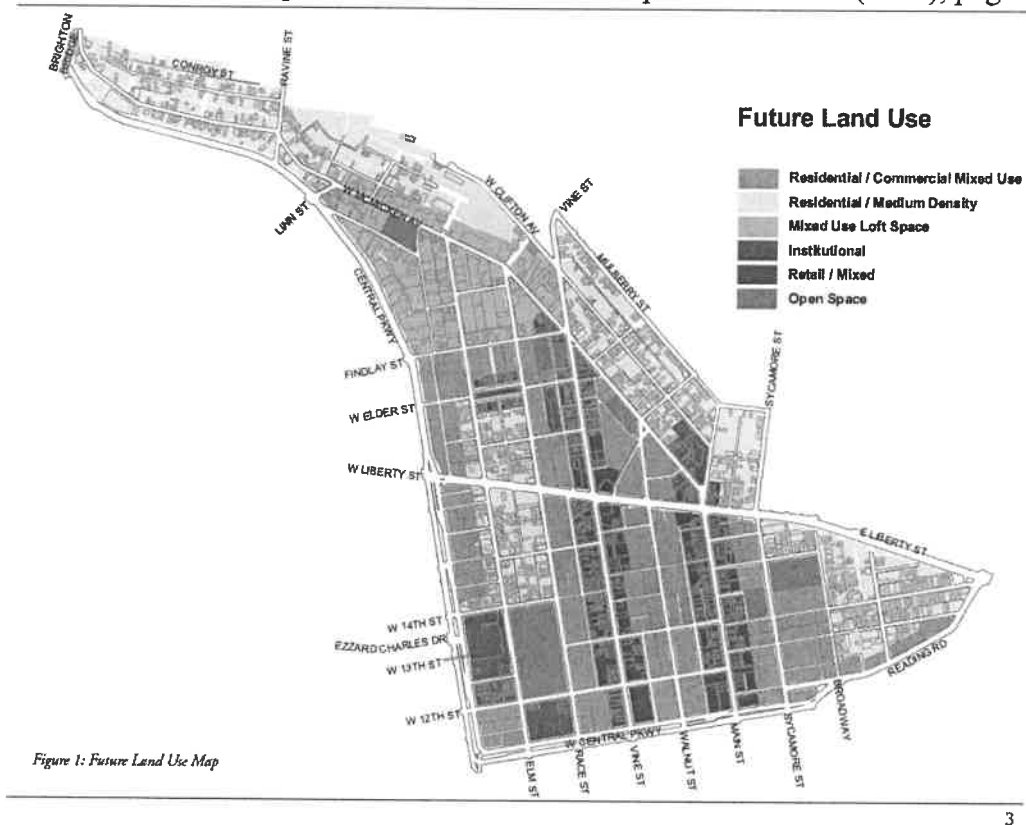 BRIGHTON
BRIDGE
CONROY ST
RAVINE ST
Future Land Use
Residential / Commercial Mixed Use
Residential / Medium Density
Mixed Use Loft Space
Institutional
Retail / Mixed
Open Space
W CLIFTON AV
VINE ST
W MCMICKEN AV
LINN ST
MULBERRY ST
CENTRAL PKWY
SYCAMORE ST
FINDLAY ST
W ELDER ST
W LIBERTY ST
E LIBERTY ST
W 14TH ST
EZZARD CHARLES DR
W 13TH ST
READING RD
W 12TH ST
BROADWAY
W CENTRAL PKWY
ELM ST
RACE ST
VINE ST
WALNUT ST
MAIN ST
SYCAMORE ST
Figure 1: Future Land Use Map
3